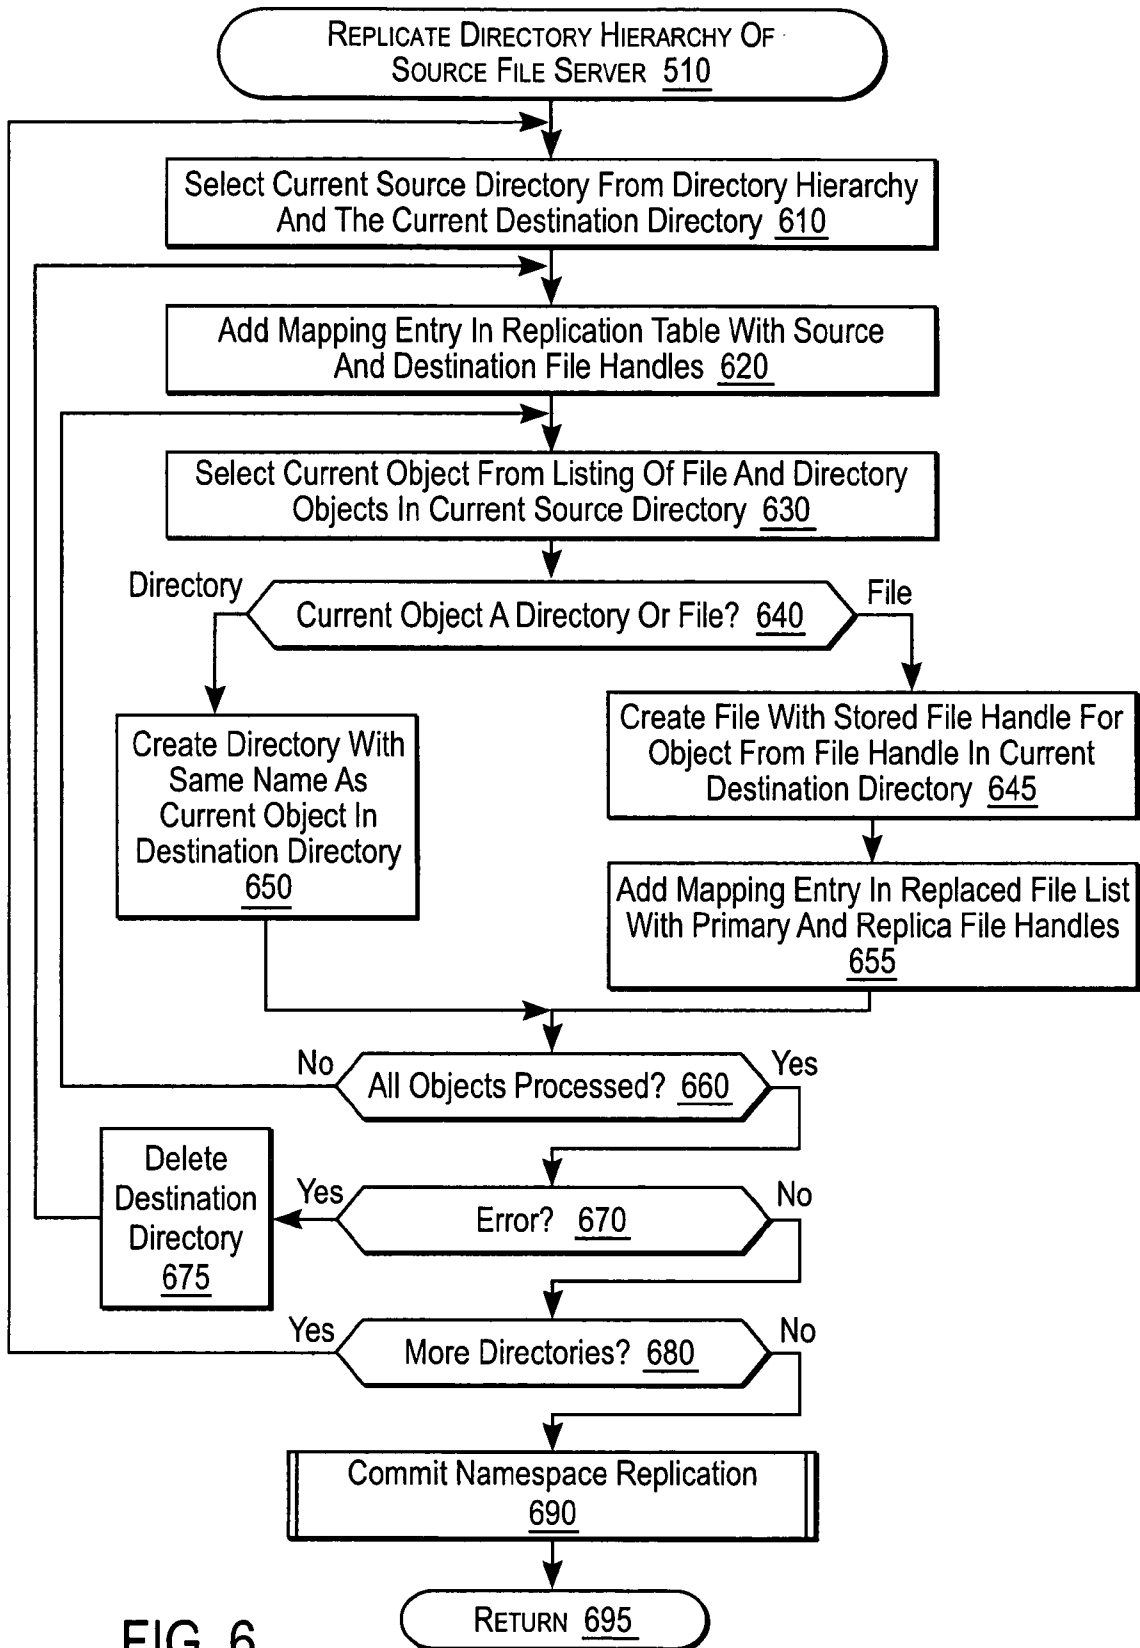 REPLICATE DIRECTORY HIERARCHY OF
SOURCE FILE SERVER 510
Select Current Source Directory From Directory Hierarchy
And The Current Destination Directory 610
Add Mapping Entry In Replication Table With Source
And Destination File Handles 620
Select Current Object From Listing Of File And Directory
Objects In Current Source Directory 630
Directory
Current Object A Directory Or File? 640
File
Create Directory With
Same Name As
Current Object In
Destination Directory
650
Create File With Stored File Handle For
Object From File Handle In Current
Destination Directory 645
Add Mapping Entry In Replaced File List
With Primary And Replica File Handles
655
No
All Objects Processed? 660
Yes
Delete
Destination
Directory
675
Yes
Error? 670
No
Yes
More Directories? 680
No
Commit Namespace Replication
690
RETURN 695
FIG. 6